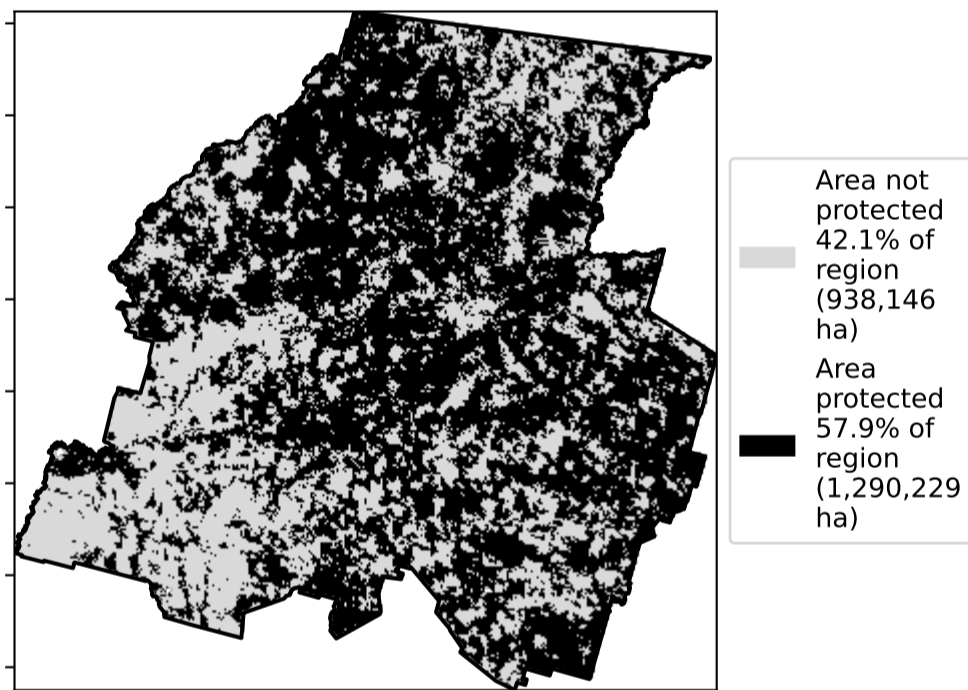 Area not
protected
42.1% of
region
(938,146
ha)
Area
protected
57.9% of
region
(1,290,229
ha)